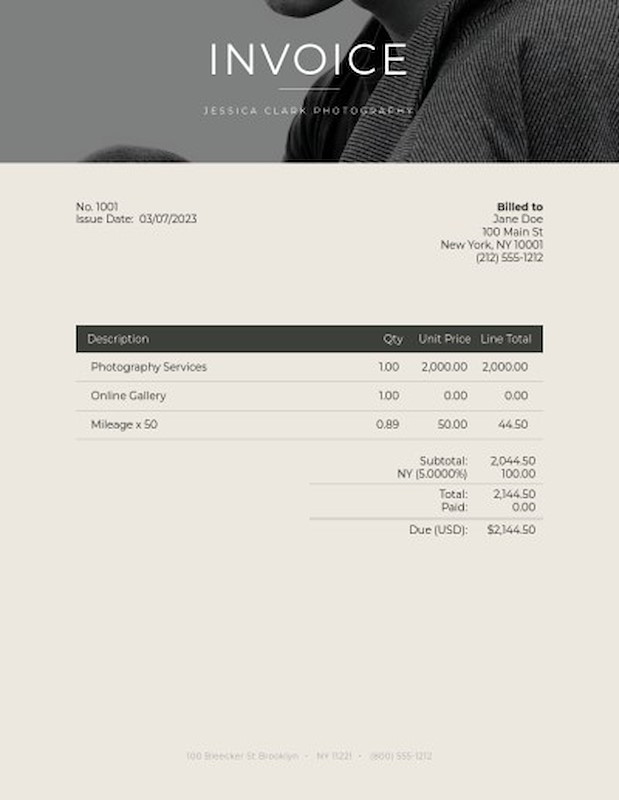 INVOICE
JESSICA CLARK PHOTOGRAPHY
No. 1001
Issue Date: 03/07/2023
Billed to
Jane Doe
100 Main St
New York, NY 10001
(212) 555-1212
Description Qty Unit Price Line Total
Photography Services 1.00 2,000.00 2,000.00
Online Gallery 1.00 0.00 0.00
Mileage x 50 0.89 50.00 44.50
Subtotal: 2,044.50
NY (5.0000%) 100.00
Total: 2,144.50
Paid: 0.00
Due (USD): $2,144.50
100 Bleecker St Brooklyn • NY 11221 • (800) 555-1212